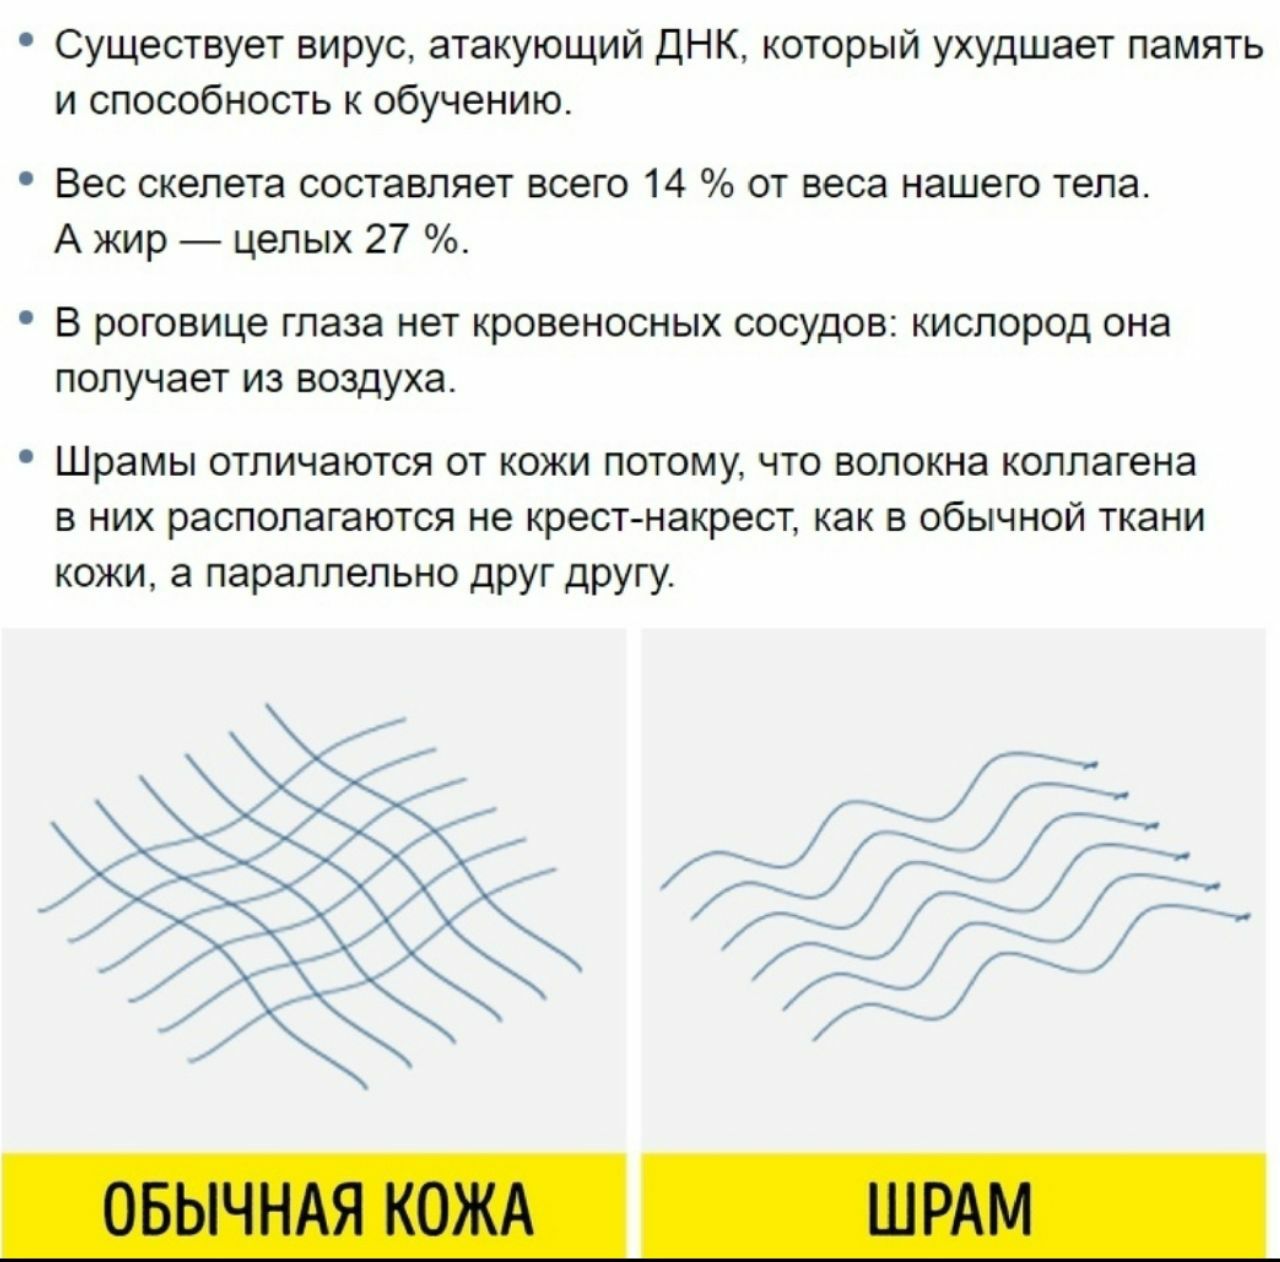 • Существует вирус, атакующий ДНК, который ухудшает память
и способность к обучению.
• Вес скелета составляет всего 14 % от веса нашего тела.
А жир — целых 27 %.
• В роговице глаза нет кровеносных сосудов: кислород она
получает из воздуха.
• Шрамы отличаются от кожи потому, что волокна коллагена
в них располагаются не крест-накрест, как в обычной ткани
кожи, а параллельно друг другу.
ОБЫЧНАЯ КОЖА
ШРАМ